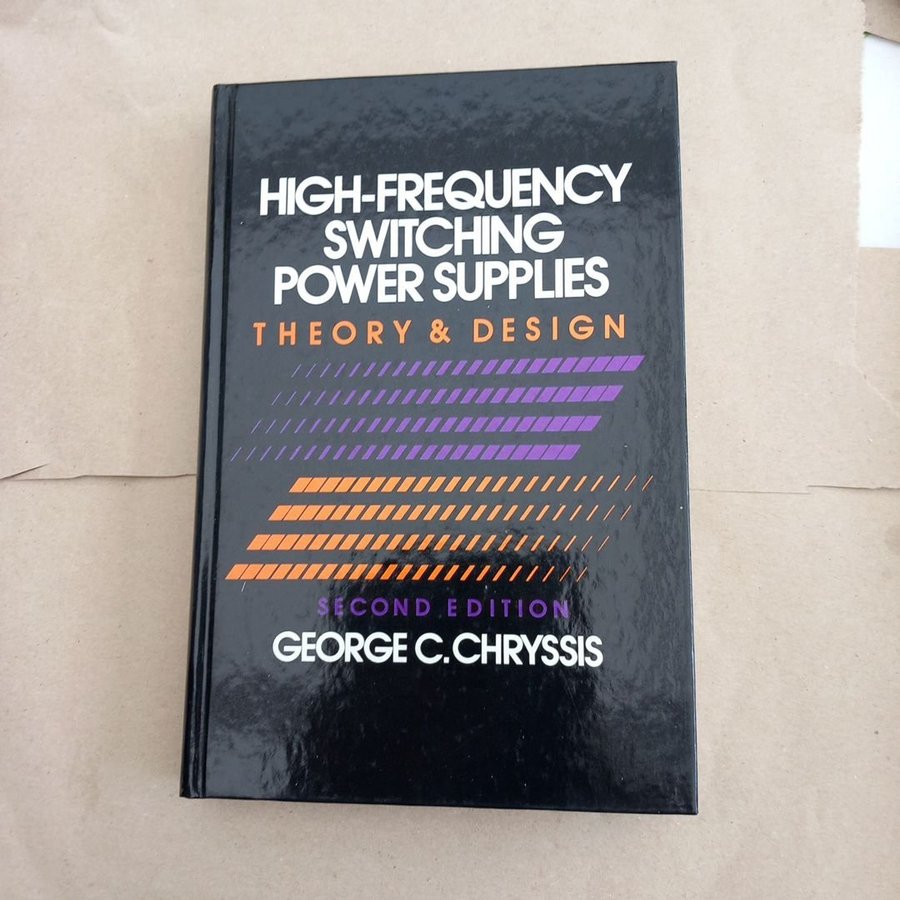 HIGH-FREQUENCY
SWITCHING
POWER SUPPLIES
THEORY & DESIGN
SECOND EDITION
GEORGE C. CHRYSSIS